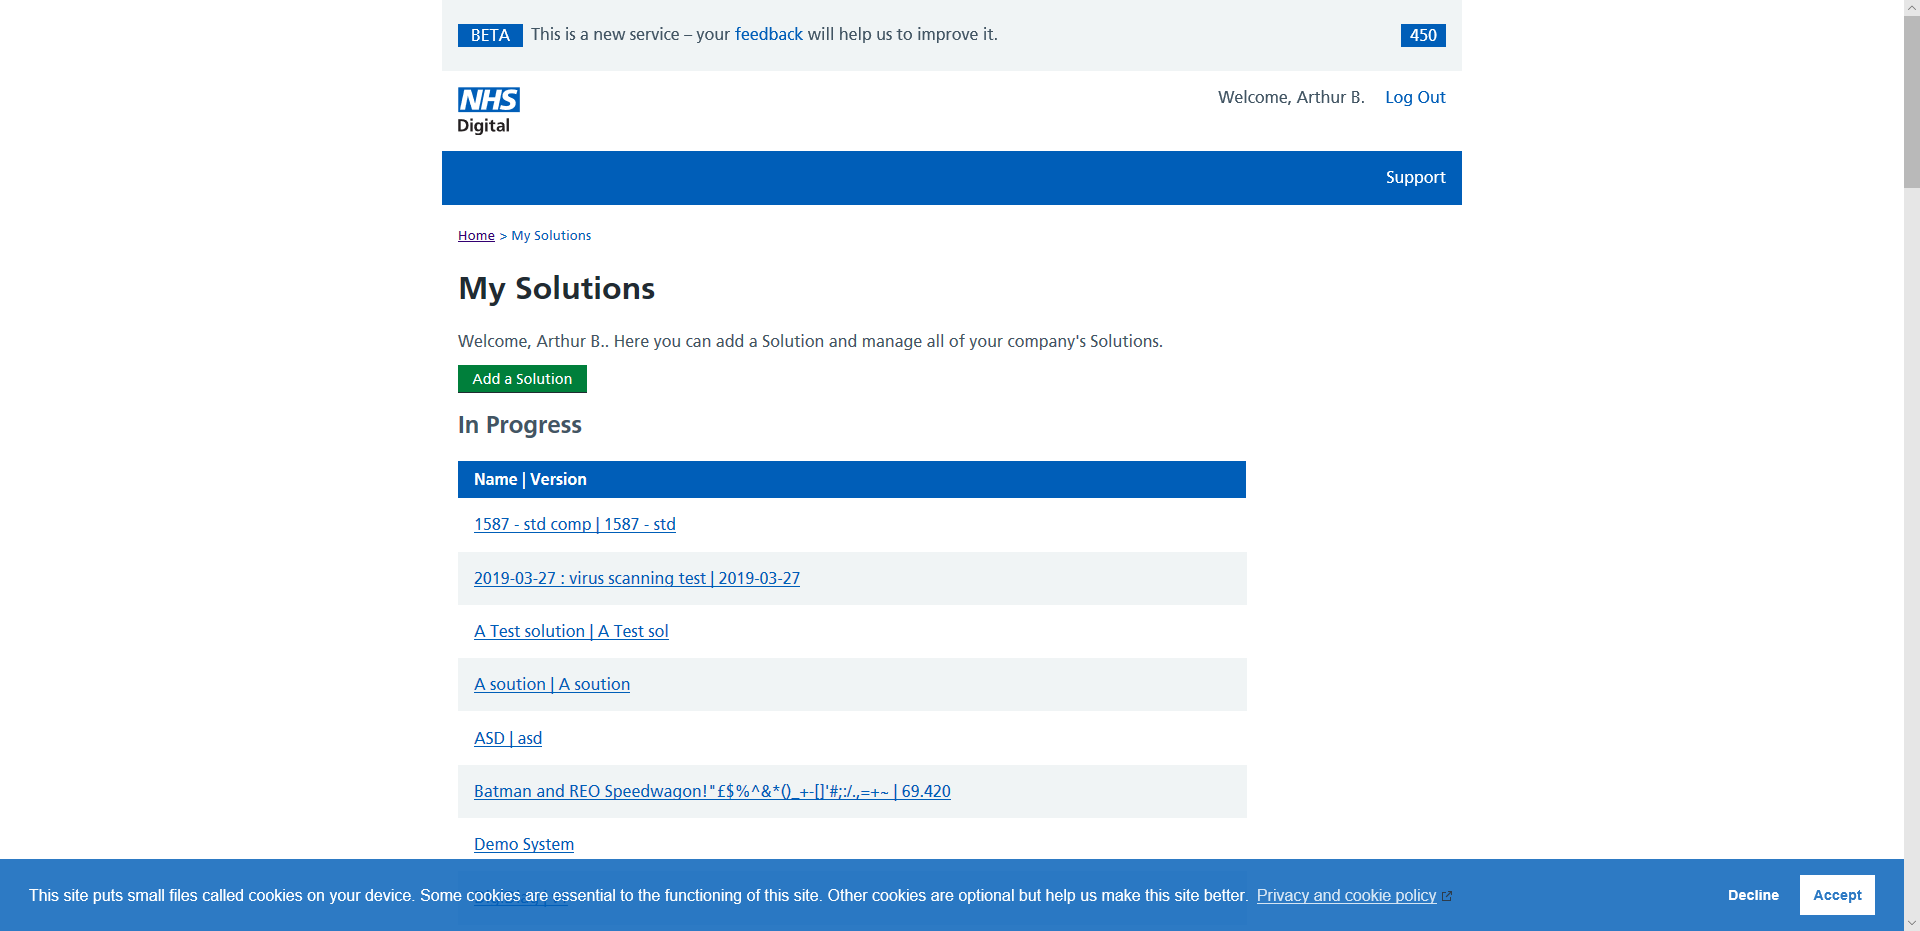 BETA This is a new service – your feedback will help us to improve it. 450
NHS
Digital
Welcome, Arthur B. Log Out
Support
Home > My Solutions
My Solutions
Welcome, Arthur B.. Here you can add a Solution and manage all of your company's Solutions.
Add a Solution
In Progress
Name | Version
1587 - std comp | 1587 - std
2019-03-27 : virus scanning test | 2019-03-27
A Test solution | A Test sol
A soution | A soution
ASD | asd
Batman and REO Speedwagon!"£$%^&*()_+-[]'#;:/.,=+~ | 69.420
Demo System
This site puts small files called cookies on your device. Some cookies are essential to the functioning of this site. Other cookies are optional but help us make this site better. Privacy and cookie policy
Decline Accept